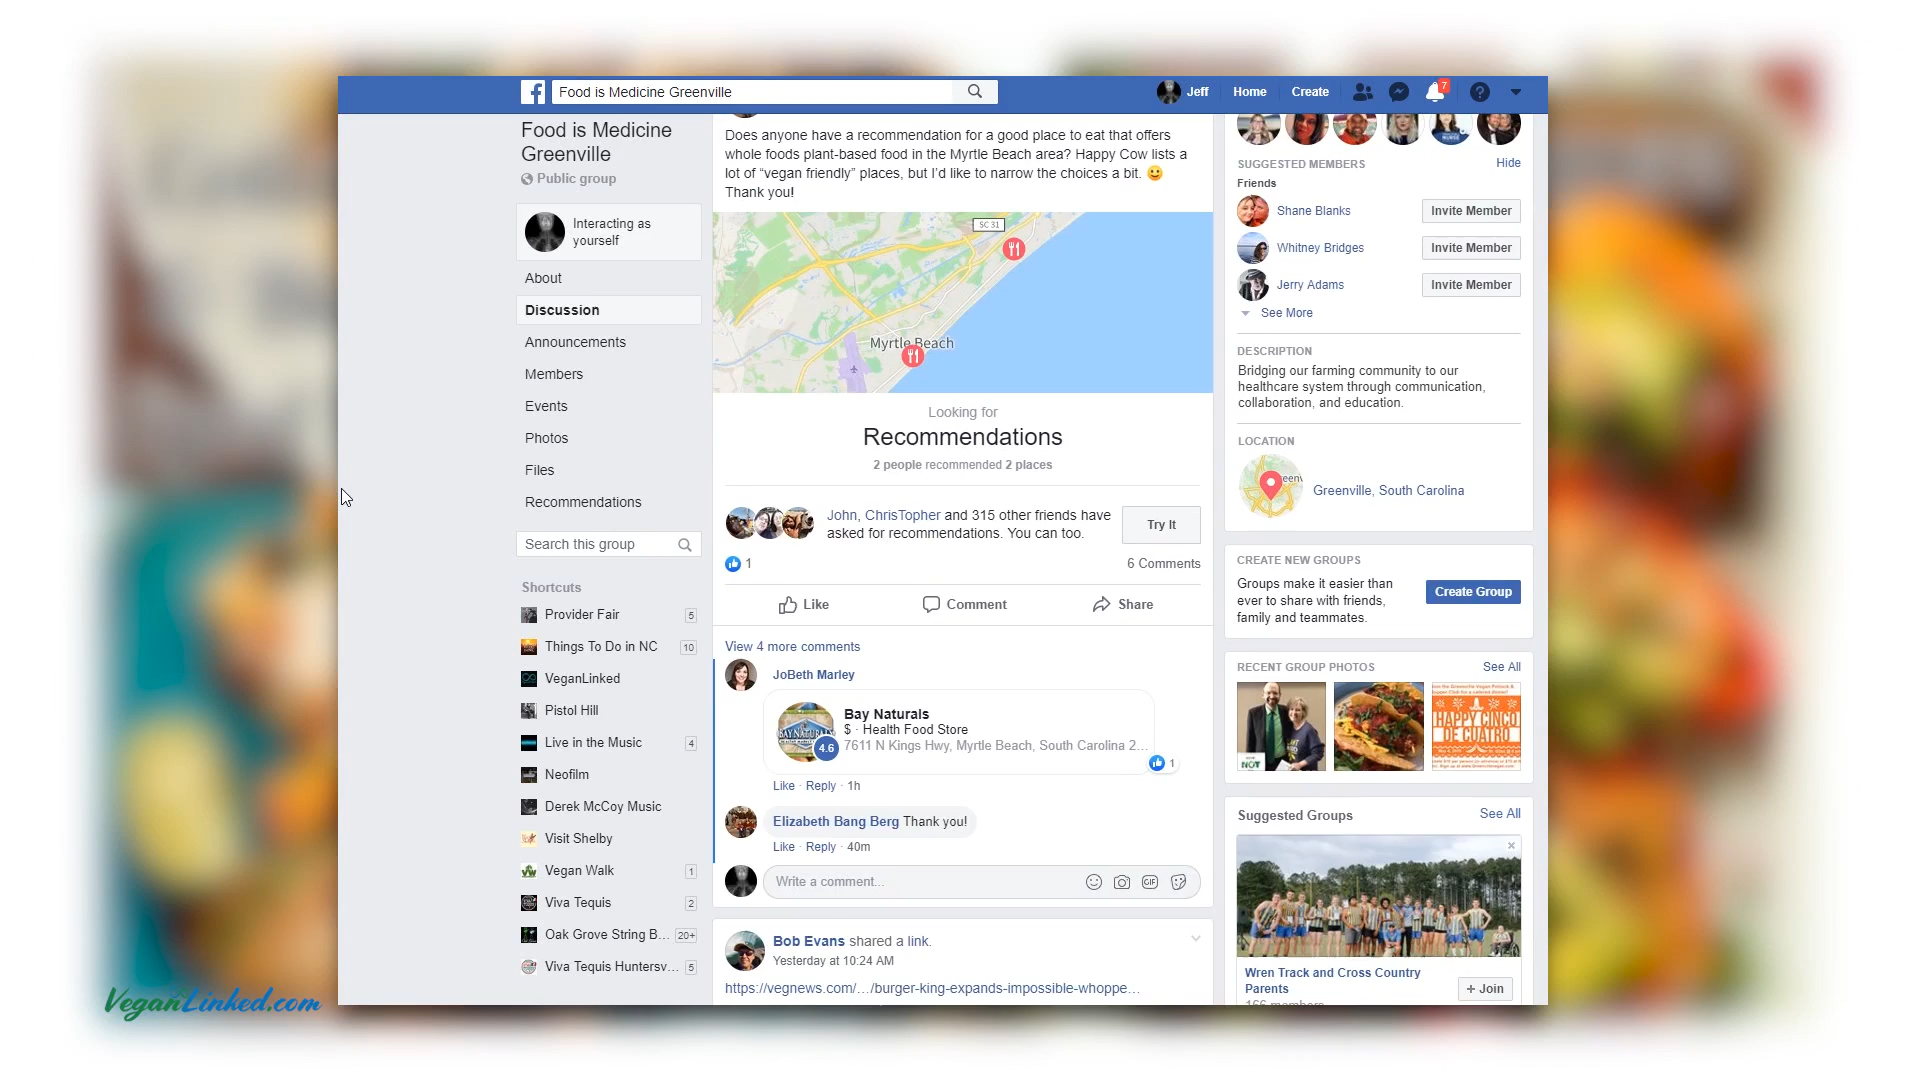 Food is Medicine Greenville
Jeff
Home
Create
7
Food is Medicine
Greenville
Public group
Interacting as
yourself
About
Discussion
Announcements
Members
Events
Photos
Files
Recommendations
Search this group
Shortcuts
Provider Fair 5
Things To Do in NC 10
VeganLinked
Pistol Hill
Live in the Music 4
Neofilm
Derek McCoy Music
Visit Shelby
Vegan Walk 1
Viva Tequis 2
Oak Grove String B... 20+
Viva Tequis Huntersv... 5
Does anyone have a recommendation for a good place to eat that offers
whole foods plant-based food in the Myrtle Beach area? Happy Cow lists a
lot of “vegan friendly” places, but I’d like to narrow the choices a bit. 🙂
Thank you!
SC 31
Myrtle Beach
Looking for
Recommendations
2 people recommended 2 places
John, ChrisTopher and 315 other friends have
asked for recommendations. You can too.
Try It
1
6 Comments
Like
Comment
Share
View 4 more comments
JoBeth Marley
BAY NATURALS
4.6
Bay Naturals
$ · Health Food Store
7611 N Kings Hwy, Myrtle Beach, South Carolina 2...
1
Like · Reply · 1h
Elizabeth Bang Berg Thank you!
Like · Reply · 40m
Write a comment...
GIF
Bob Evans shared a link.
Yesterday at 10:24 AM
https://vegnews.com/…/burger-king-expands-impossible-whoppe…
NURSE
SUGGESTED MEMBERS
Hide
Friends
Shane Blanks
Invite Member
Whitney Bridges
Invite Member
Jerry Adams
Invite Member
See More
DESCRIPTION
Bridging our farming community to our
healthcare system through communication,
collaboration, and education.
LOCATION
Greenville, South Carolina
CREATE NEW GROUPS
Groups make it easier than
ever to share with friends,
family and teammates.
Create Group
RECENT GROUP PHOTOS
See All
NOT
HAPPY CINCO
DE CUATRO
Suggested Groups
See All
Wren Track and Cross Country
Parents
+ Join
166 members
VeganLinked.com